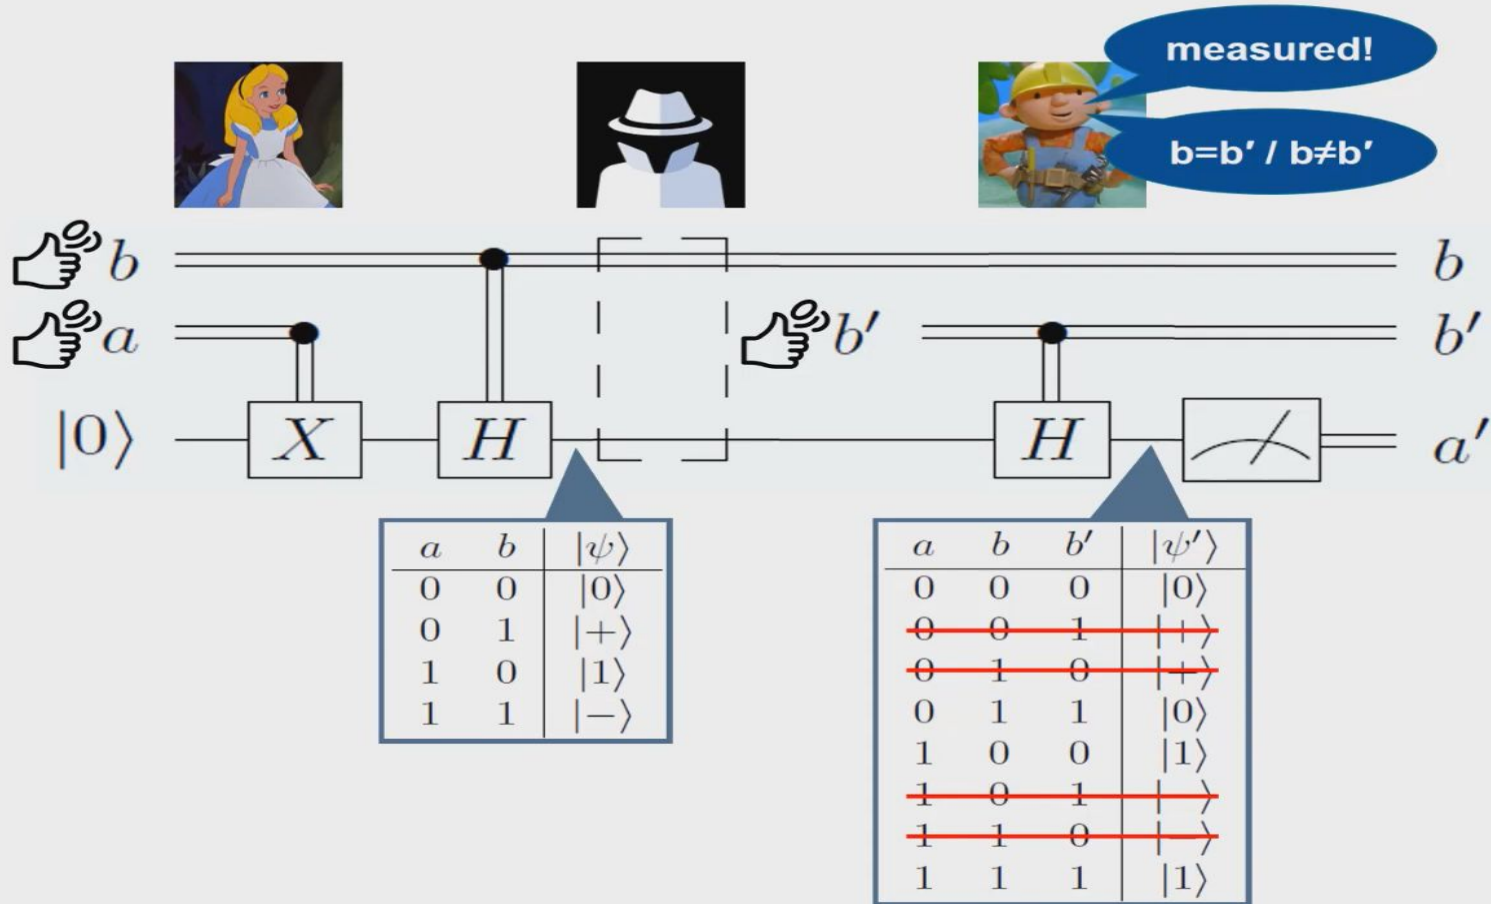 measured!
b=b′ / b≠b′
b b
a b′ b′
|0⟩ X H H a′
a b |ψ⟩
0 0 |0⟩
0 1 |+⟩
1 0 |1⟩
1 1 |−⟩
a b b′ |ψ′⟩
0 0 0 |0⟩
0 0 1 |+⟩
0 1 0 |+⟩
0 1 1 |0⟩
1 0 0 |1⟩
1 0 1 |−⟩
1 1 0 |−⟩
1 1 1 |1⟩